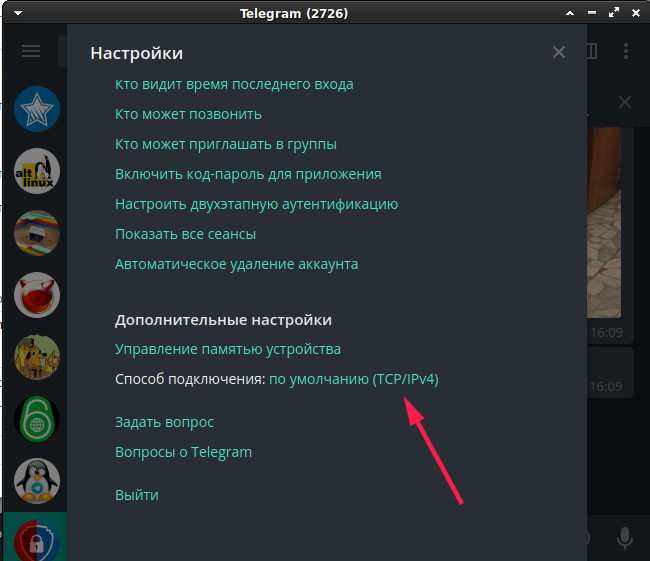 Telegram (2726)
Настройки
Кто видит время последнего входа
Кто может позвонить
Кто может приглашать в группы
Включить код-пароль для приложения
Настроить двухэтапную аутентификацию
Показать все сеансы
Автоматическое удаление аккаунта
Дополнительные настройки
Управление памятью устройства
Способ подключения: по умолчанию (TCP/IPv4)
Задать вопрос
Вопросы о Telegram
Выйти
alt
linux
16:09
16:09